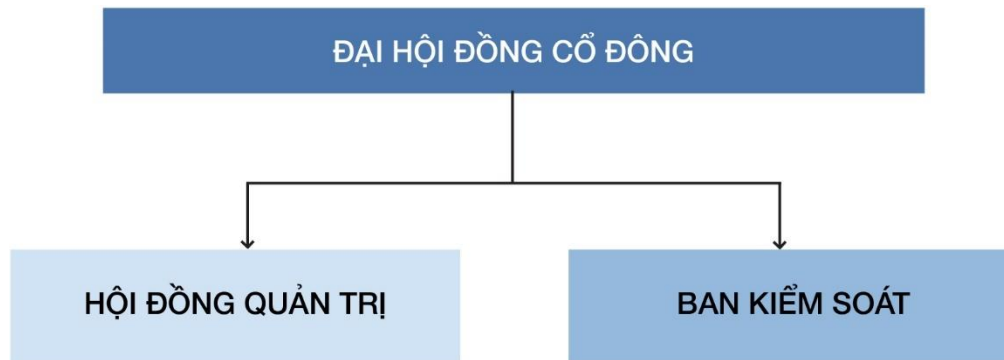 ĐẠI HỘI ĐỒNG CỔ ĐÔNG
HỘI ĐỒNG QUẢN TRỊ
BAN KIỂM SOÁT